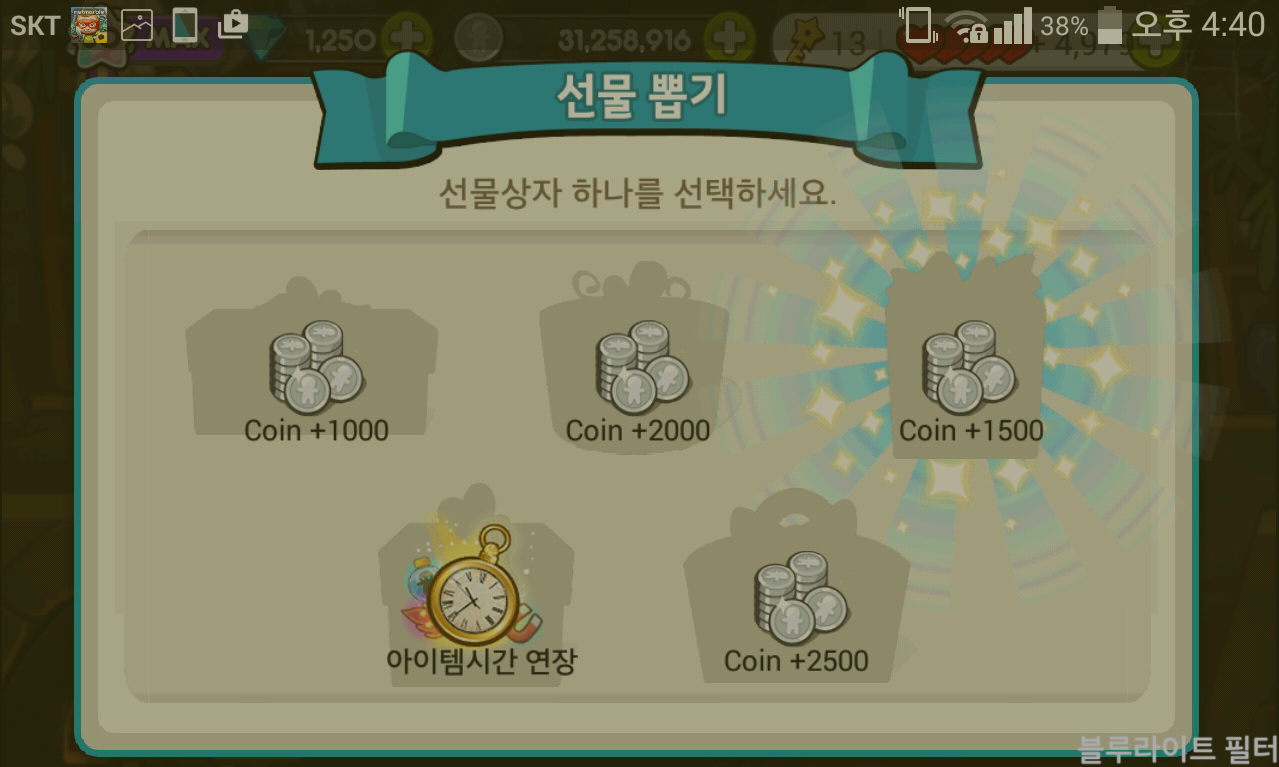 SKT netmarble 38% 오후 4:40
MAX 1,250 31,258,916 13
선물 뽑기
선물상자 하나를 선택하세요.
Coin +1000
Coin +2000
Coin +1500
아이템시간 연장
Coin +2500
블루라이트 필터